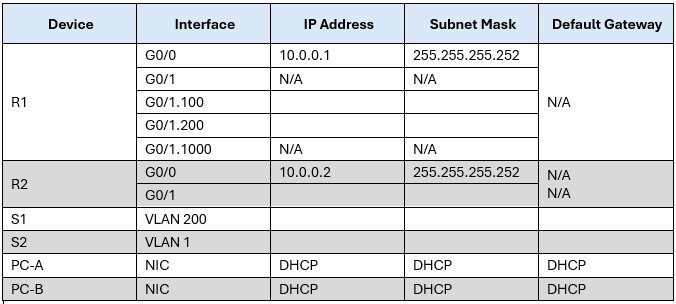 Device Interface IP Address Subnet Mask Default Gateway
R1 G0/0 10.0.0.1 255.255.255.252 N/A
G0/1 N/A N/A
G0/1.100
G0/1.200
G0/1.1000 N/A N/A
R2 G0/0 10.0.0.2 255.255.255.252 N/A
G0/1 N/A
S1 VLAN 200
S2 VLAN 1
PC-A NIC DHCP DHCP DHCP
PC-B NIC DHCP DHCP DHCP